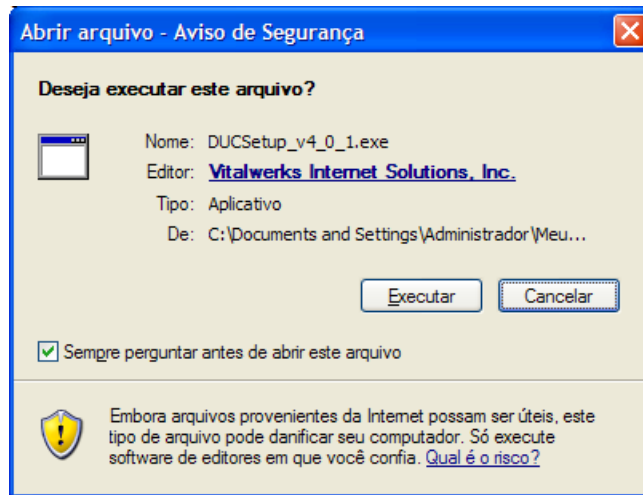 Abrir arquivo - Aviso de Segurança
Deseja executar este arquivo?
Nome: DUCSetup_v4_0_1.exe
Editor: Vitalwerks Internet Solutions, Inc.
Tipo: Aplicativo
De: C:\Documents and Settings\Administrador\Meu...
Executar Cancelar
Sempre perguntar antes de abrir este arquivo
Embora arquivos provenientes da Internet possam ser úteis, este
tipo de arquivo pode danificar seu computador. Só execute
software de editores em que você confia. Qual é o risco?